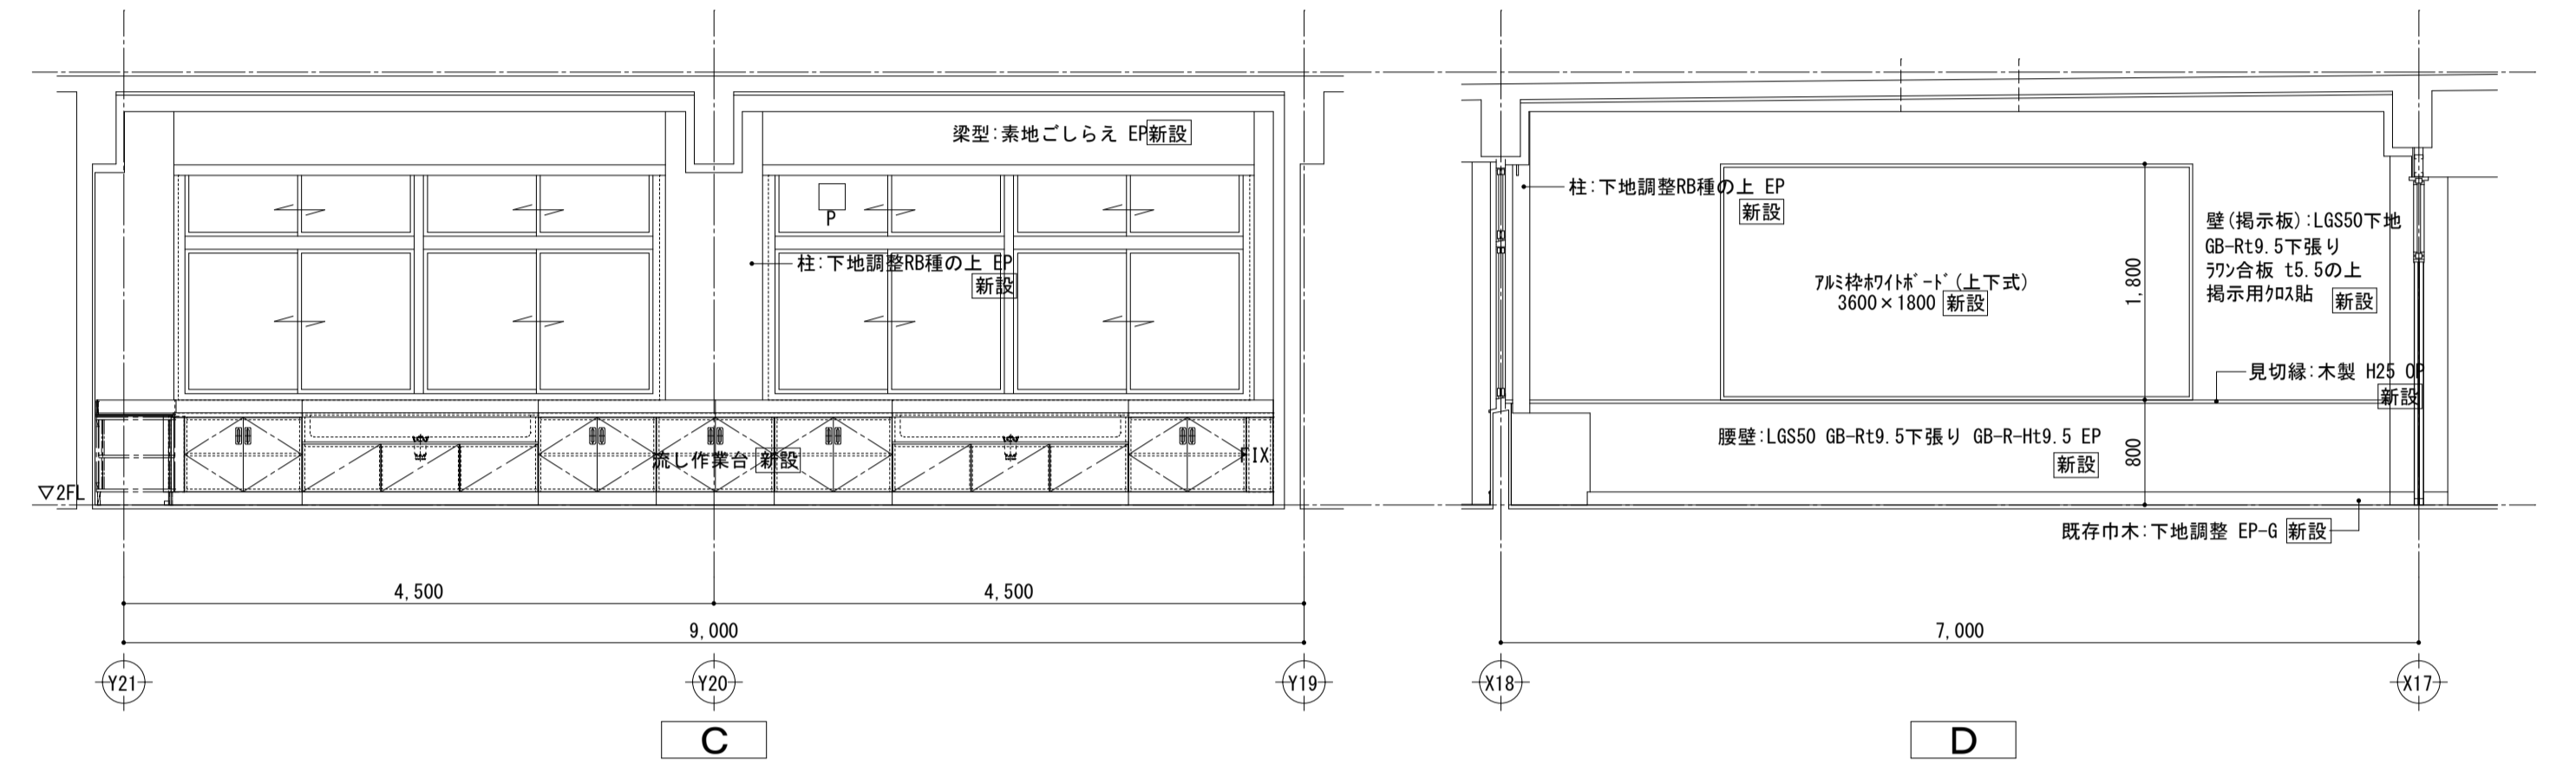 梁型:素地ごしらえ EP 新設
P
柱:下地調整RB種の上 EP
新設
流し作業台 新設
FIX
▽2FL
4,500
4,500
9,000
Y21
Y20
Y19
C
柱:下地調整RB種の上 EP
新設
アルミ枠ホワイトボード(上下式)
3600×1800 新設
1,800
壁(掲示板):LGS50下地
GB-Rt9.5下張り
ラワン合板 t5.5の上
掲示用クロス貼 新設
見切縁:木製 H25 OP
新設
腰壁:LGS50 GB-Rt9.5下張り GB-R-Ht9.5 EP
新設
800
既存巾木:下地調整 EP-G 新設
7,000
X18
X17
D